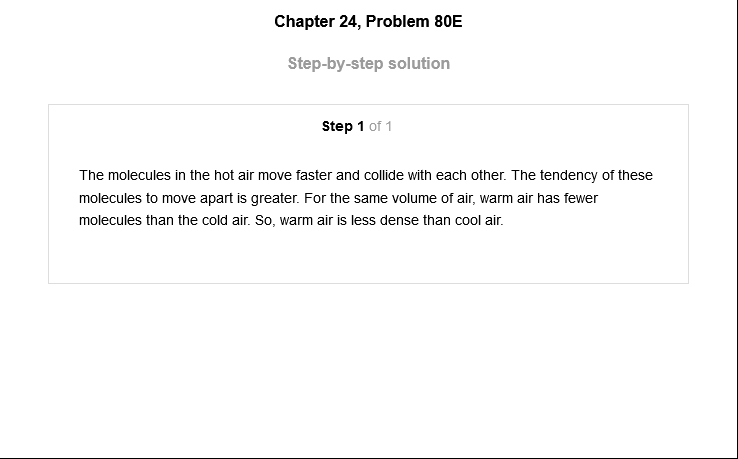 Chapter 24, Problem 80E
Step-by-step solution
Step 1 of 1
The molecules in the hot air move faster and collide with each other. The tendency of these
molecules to move apart is greater. For the same volume of air, warm air has fewer
molecules than the cold air. So, warm air is less dense than cool air.